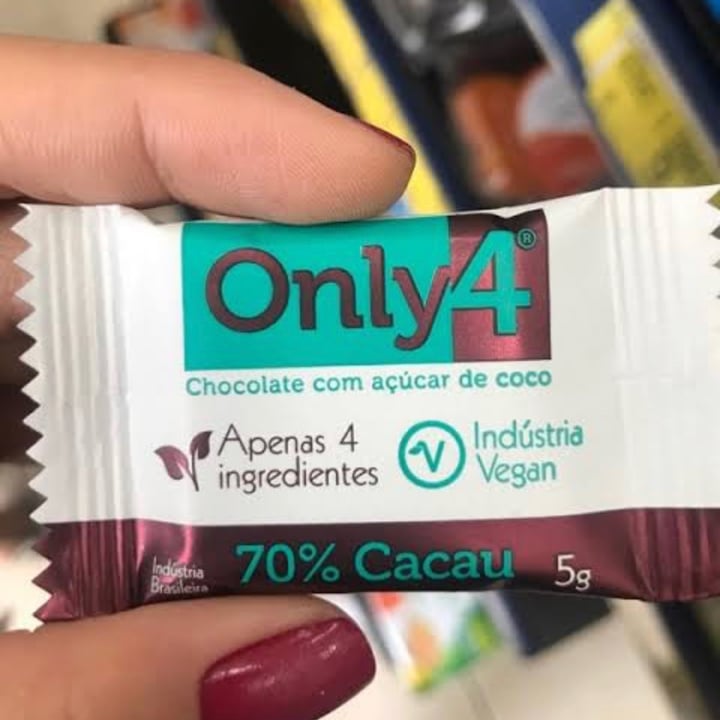 Only4®
Chocolate com açúcar de coco
Apenas 4
ingredientes
V
Indústria
Vegan
Indústria
Brasileira
70% Cacau
5g